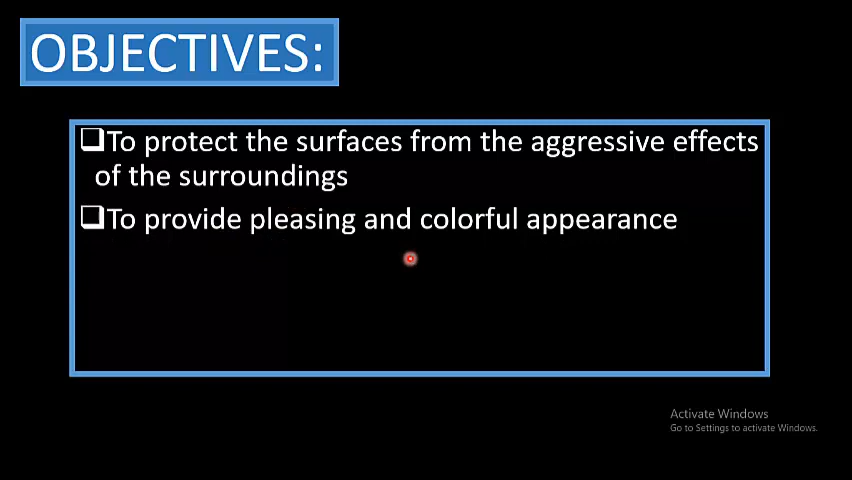 OBJECTIVES:
❑To protect the surfaces from the aggressive effects
of the surroundings
❑To provide pleasing and colorful appearance
Activate Windows
Go to Settings to activate Windows.